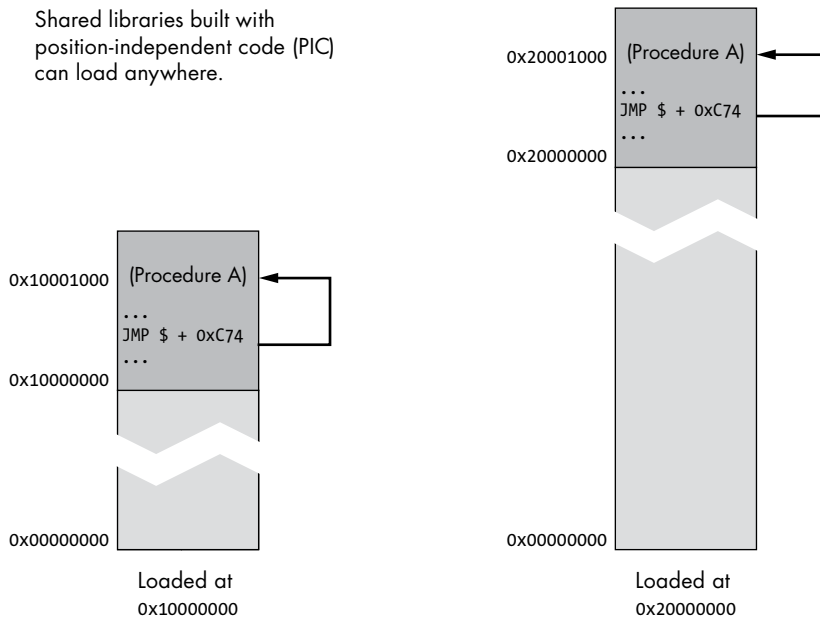 Shared libraries built with
position-independent code (PIC)
can load anywhere.
0x10001000
(Procedure A)
...
JMP $ + 0xC74
...
0x10000000
0x00000000
Loaded at
0x10000000
0x20001000
(Procedure A)
...
JMP $ + 0xC74
...
0x20000000
0x00000000
Loaded at
0x20000000